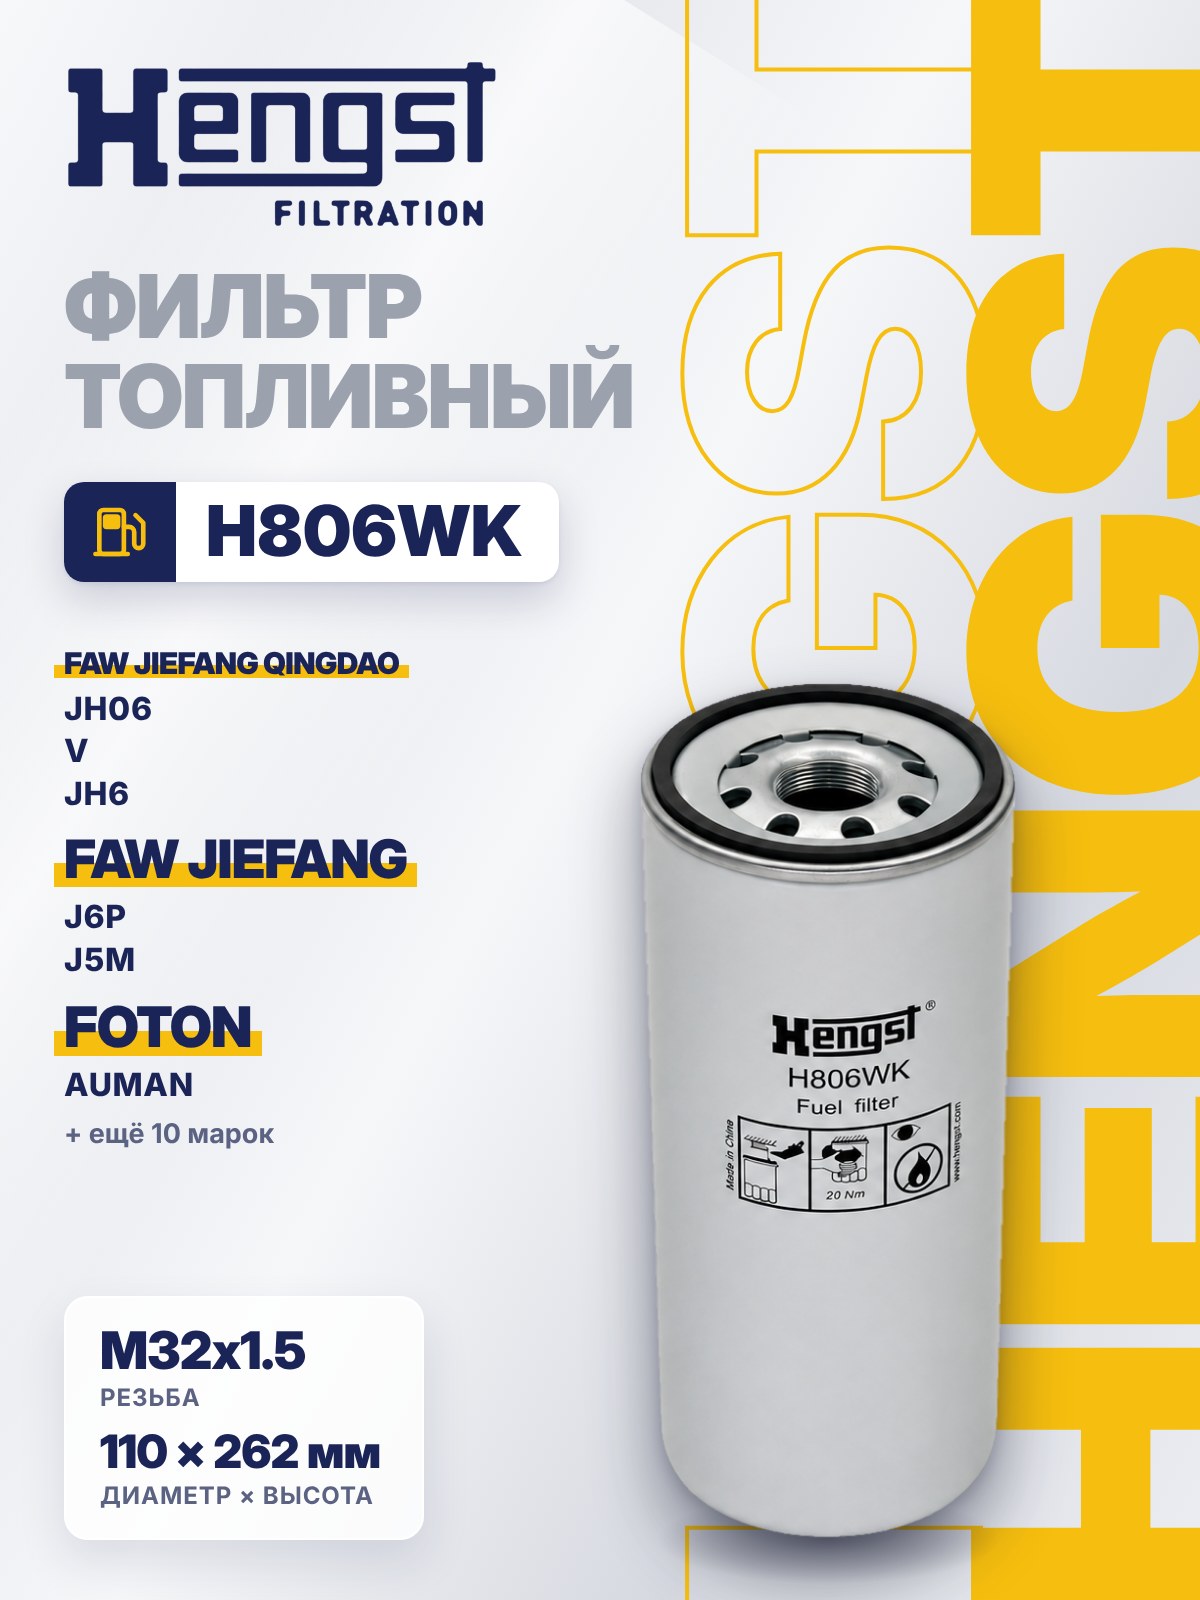 Hengst
FILTRATION
ФИЛЬТР
ТОПЛИВНЫЙ
H806WK
FAW JIEFANG QINGDAO
JH06
V
JH6
FAW JIEFANG
J6P
J5M
FOTON
AUMAN
+ ещё 10 марок
M32x1.5
РЕЗЬБА
110 × 262 мм
ДИАМЕТР × ВЫСОТА
Hengst®
H806WK
Fuel filter
Made in China
20 Nm
www.hengst.com
HENGST
HENGST